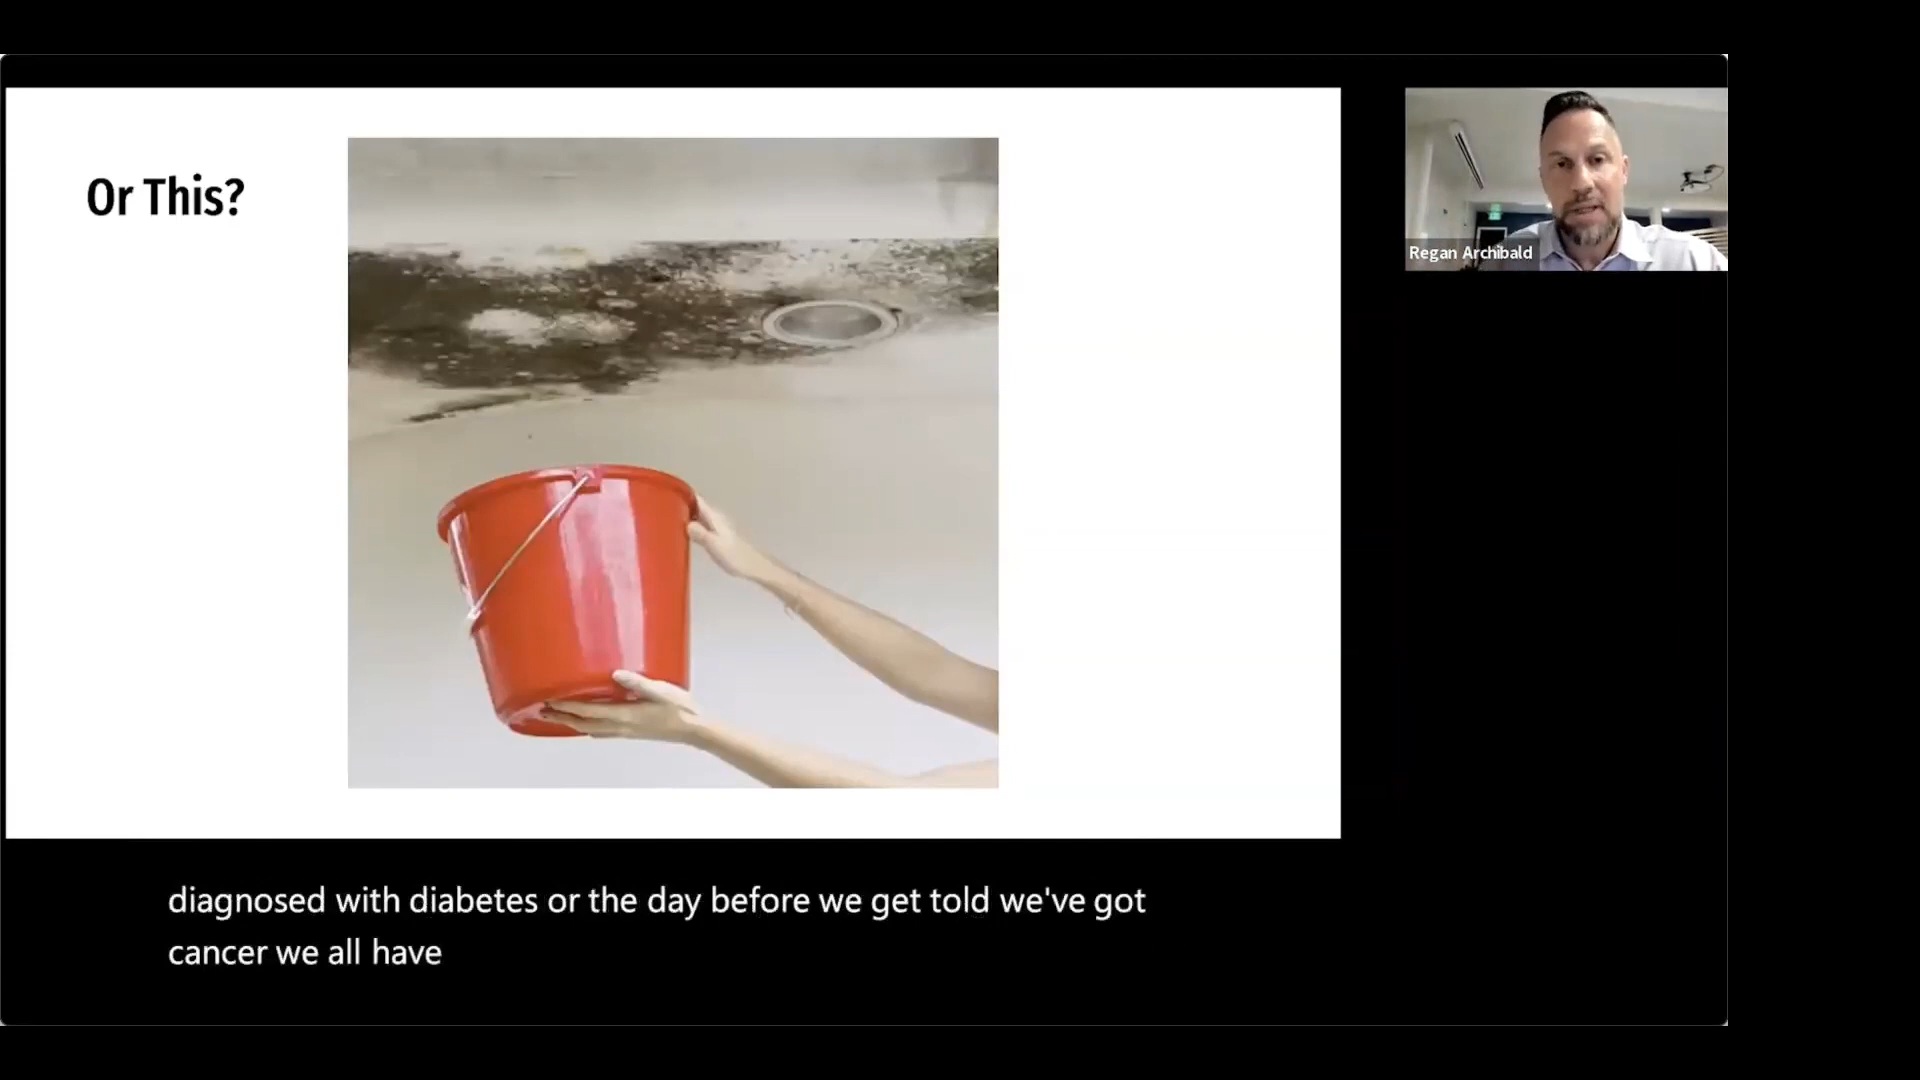 Or This?
Regan Archibald
diagnosed with diabetes or the day before we get told we've got
cancer we all have